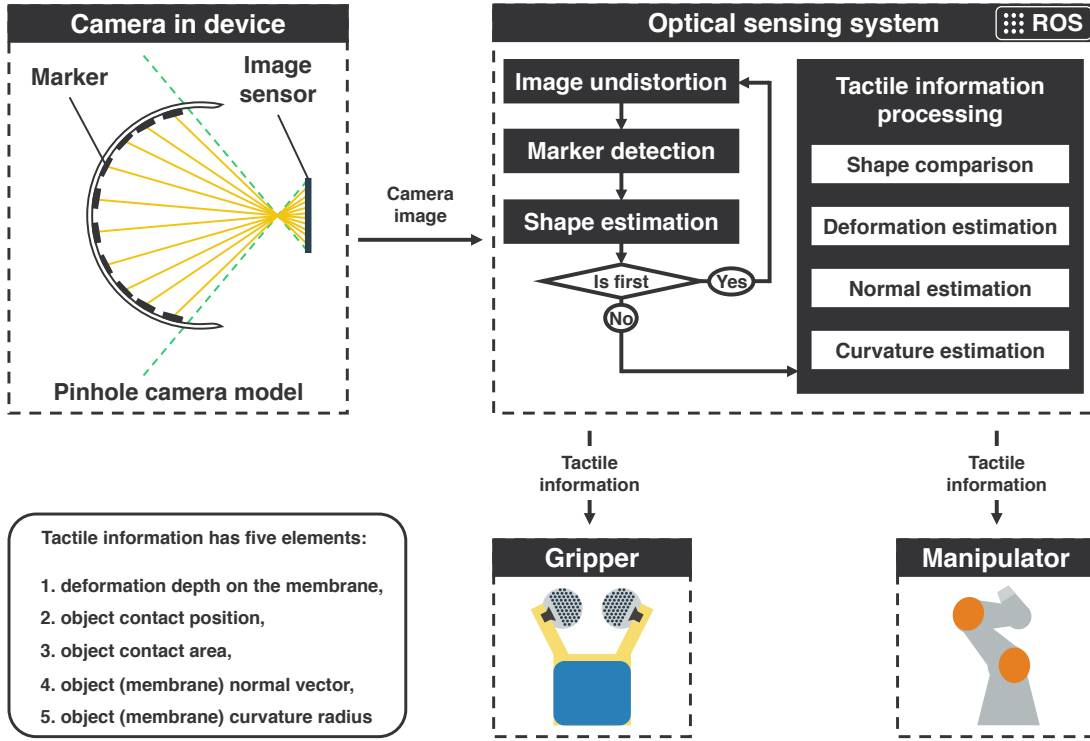 Camera in device
Marker
Image
sensor
Pinhole camera model
Camera
image
Optical sensing system
ROS
Image undistortion
Marker detection
Shape estimation
Is first
Yes
No
Tactile information
processing
Shape comparison
Deformation estimation
Normal estimation
Curvature estimation
Tactile
information
Tactile
information
Tactile information has five elements:
1. deformation depth on the membrane,
2. object contact position,
3. object contact area,
4. object (membrane) normal vector,
5. object (membrane) curvature radius
Gripper
Manipulator